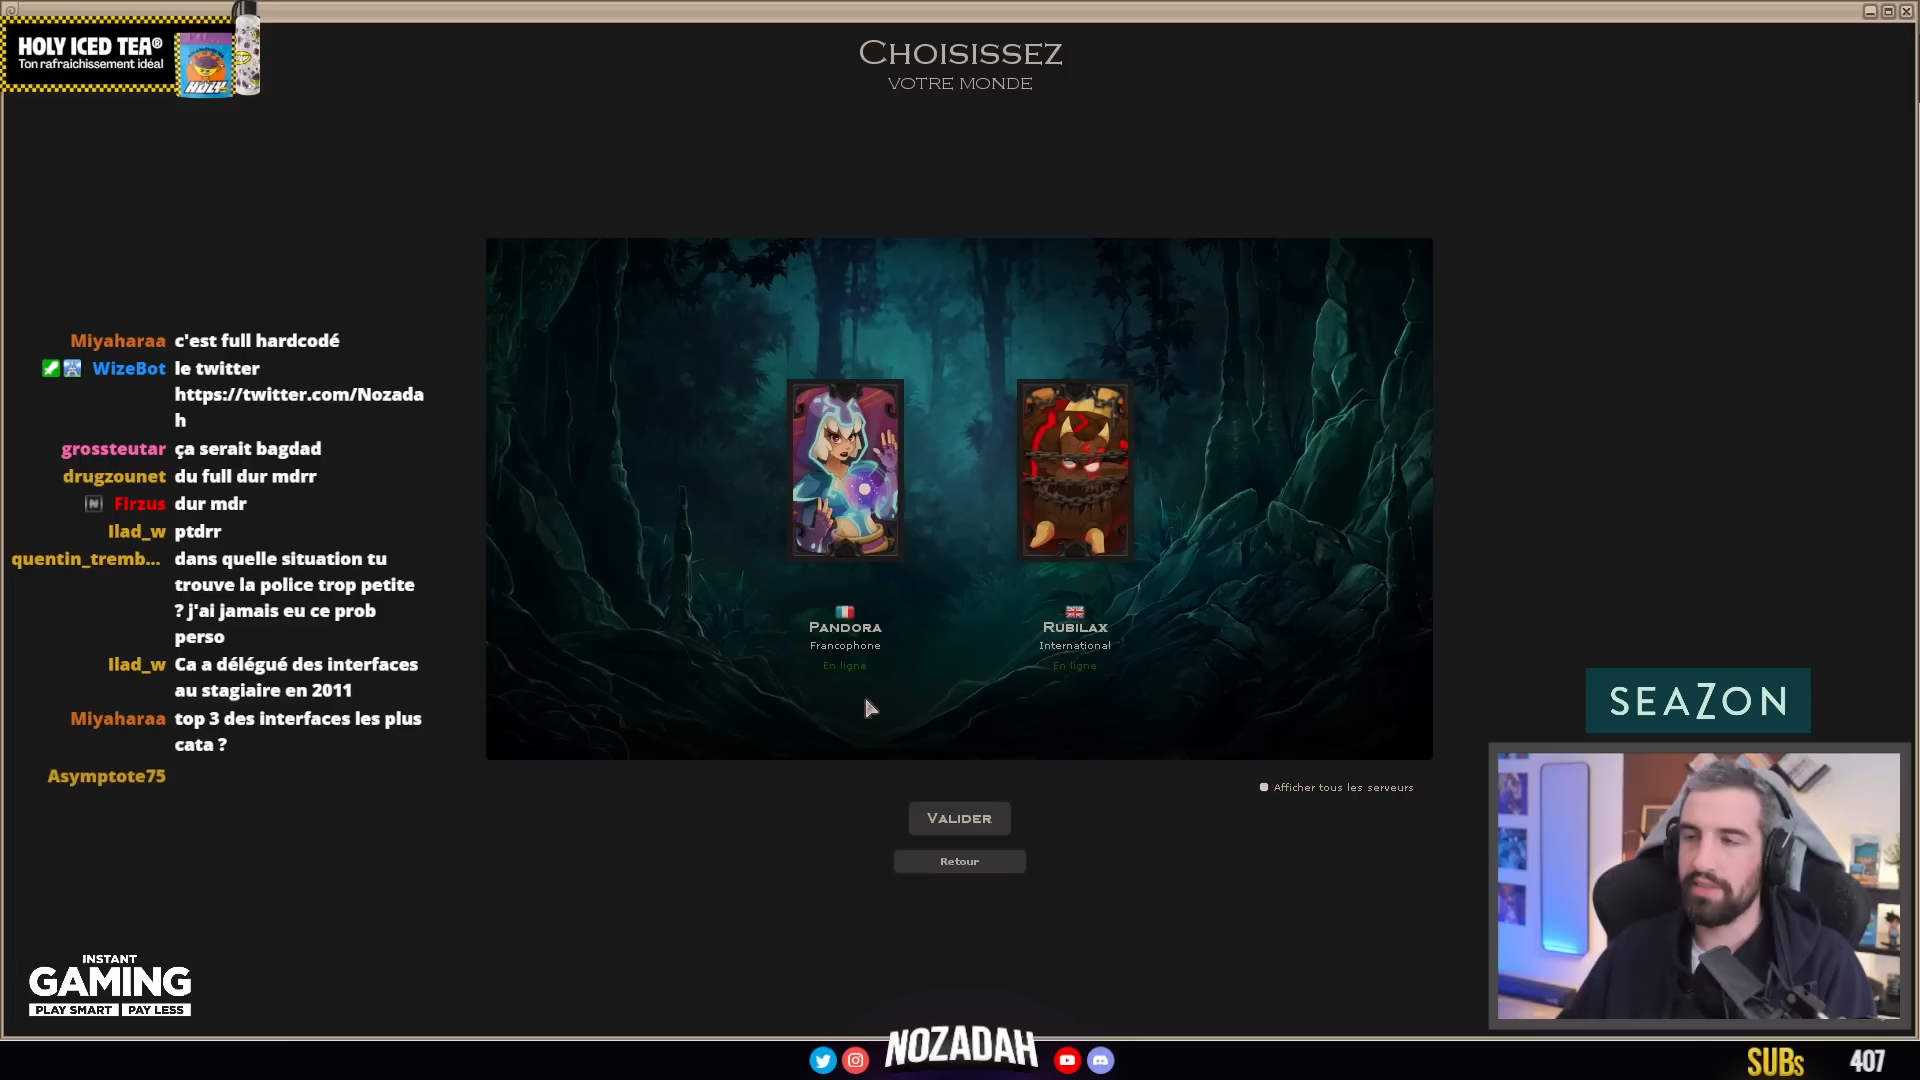 HOLY ICED TEA®
Ton rafraichissement idéal
HOLY
CHOISISSEZ
VOTRE MONDE
Miyaharaa c'est full hardcodé
WizeBot le twitter
https://twitter.com/Nozada
h
grossteutar ça serait bagdad
drugzounet du full dur mdrr
N Firzus dur mdr
Ilad_w ptdrr
quentin_tremb... dans quelle situation tu
trouve la police trop petite
? j'ai jamais eu ce prob
perso
Ilad_w Ca a délégué des interfaces
au stagiaire en 2011
Miyaharaa top 3 des interfaces les plus
cata ?
Asymptote75
PANDORA
Francophone
En ligne
RUBILAX
International
En ligne
Afficher tous les serveurs
VALIDER
Retour
SEAZON
INSTANT
GAMING
PLAY SMART PAY LESS
NOZADAH
SUBs 407